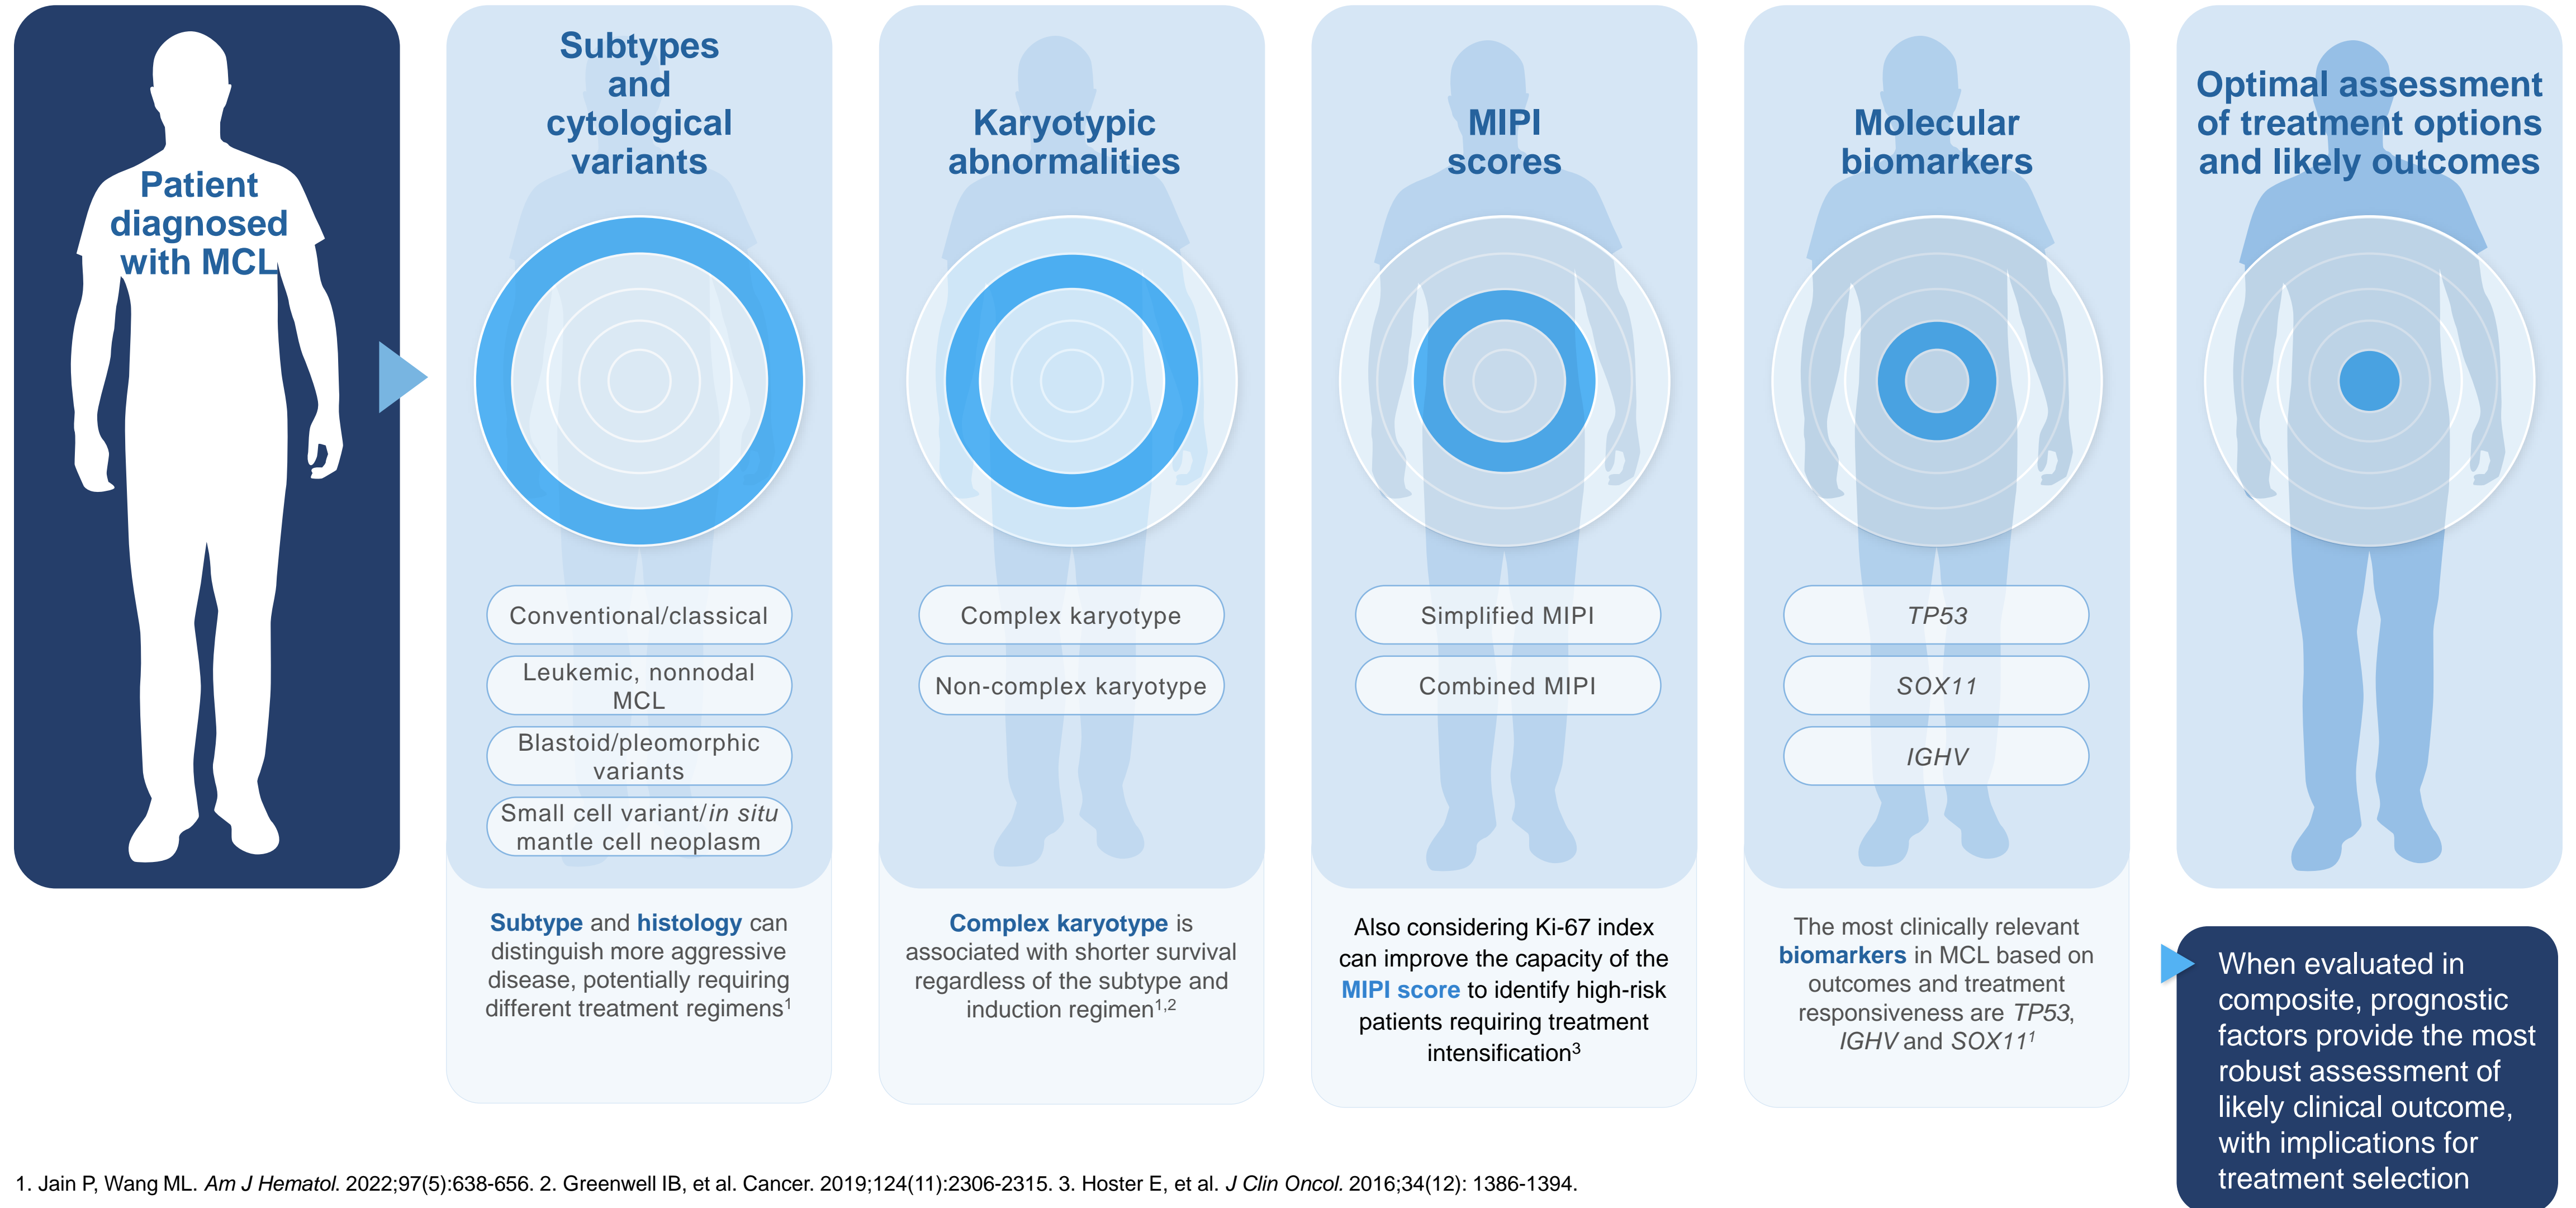 Patient
diagnosed
with MCL
Subtypes
and
cytological
variants
Conventional/classical
Leukemic, nonnodal
MCL
Blastoid/pleomorphic
variants
Small cell variant/in situ
mantle cell neoplasm
Subtype and histology can
distinguish more aggressive
disease, potentially requiring
different treatment regimens1
Karyotypic
abnormalities
Complex karyotype
Non-complex karyotype
Complex karyotype is
associated with shorter survival
regardless of the subtype and
induction regimen1,2
MIPI
scores
Simplified MIPI
Combined MIPI
Also considering Ki-67 index
can improve the capacity of the
MIPI score to identify high-risk
patients requiring treatment
intensification3
Molecular
biomarkers
TP53
SOX11
IGHV
The most clinically relevant
biomarkers in MCL based on
outcomes and treatment
responsiveness are TP53,
IGHV and SOX111
Optimal assessment
of treatment options
and likely outcomes
When evaluated in
composite, prognostic
factors provide the most
robust assessment of
likely clinical outcome,
with implications for
treatment selection
1. Jain P, Wang ML. Am J Hematol. 2022;97(5):638-656. 2. Greenwell IB, et al. Cancer. 2019;124(11):2306-2315. 3. Hoster E, et al. J Clin Oncol. 2016;34(12): 1386-1394.